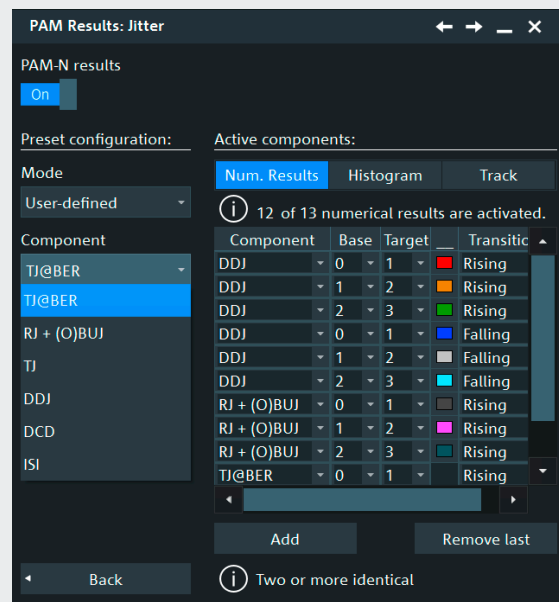 PAM Results: Jitter
PAM-N results
On
Preset configuration:
Mode
User-defined
Component
TJ@BER
TJ@BER
RJ + (O)BUJ
TJ
DDJ
DCD
ISI
Back
Active components:
Num. Results Histogram Track
12 of 13 numerical results are activated.
Component Base Target __ Transitio
DDJ 0 1 Rising
DDJ 1 2 Rising
DDJ 2 3 Rising
DDJ 0 1 Falling
DDJ 1 2 Falling
DDJ 2 3 Falling
RJ + (O)BUJ 0 1 Rising
RJ + (O)BUJ 1 2 Rising
RJ + (O)BUJ 2 3 Rising
TJ@BER 0 1 Rising
Add Remove last
Two or more identical